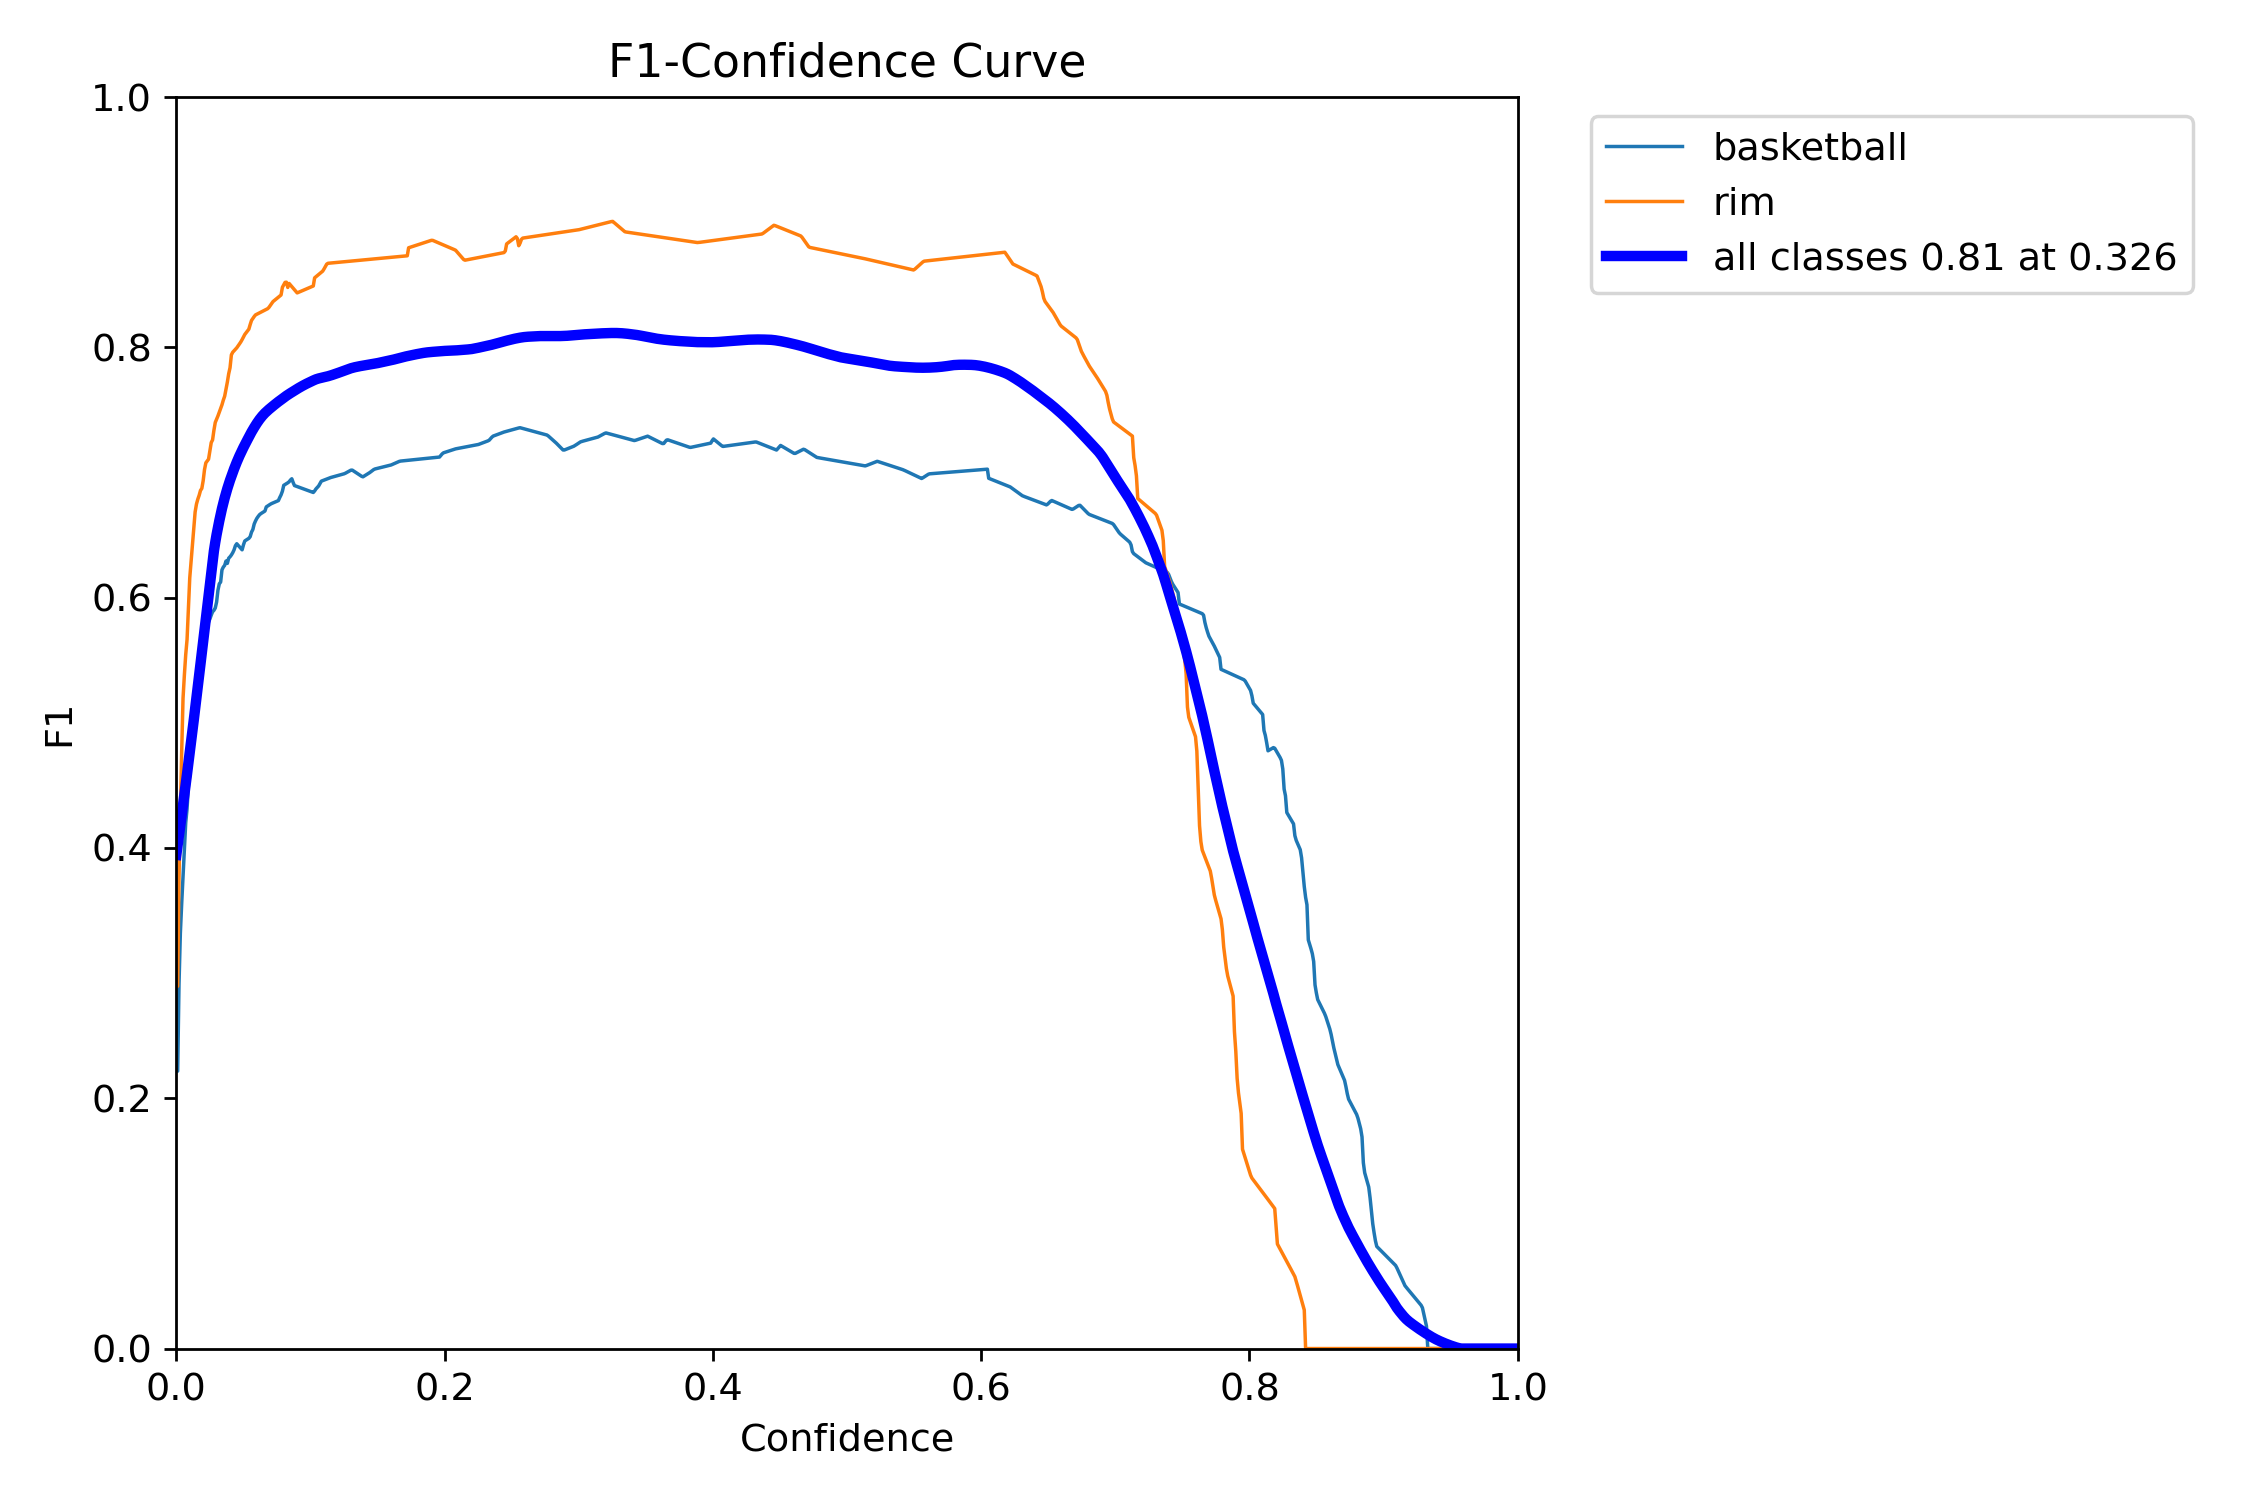 F1-Confidence Curve
1.0
0.8
0.6
0.4
0.2
0.0
F1
0.0 0.2 0.4 0.6 0.8 1.0
Confidence
basketball
rim
all classes 0.81 at 0.326